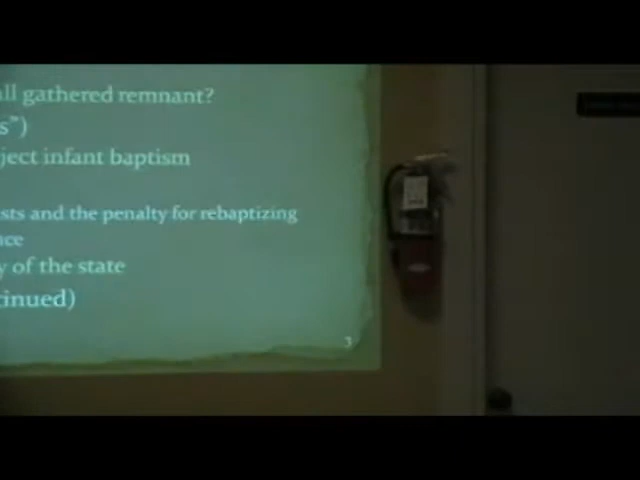 all gathered remnant?
s")
ject infant baptism
sts and the penalty for rebaptizing
nce
y of the state
tinued)
3